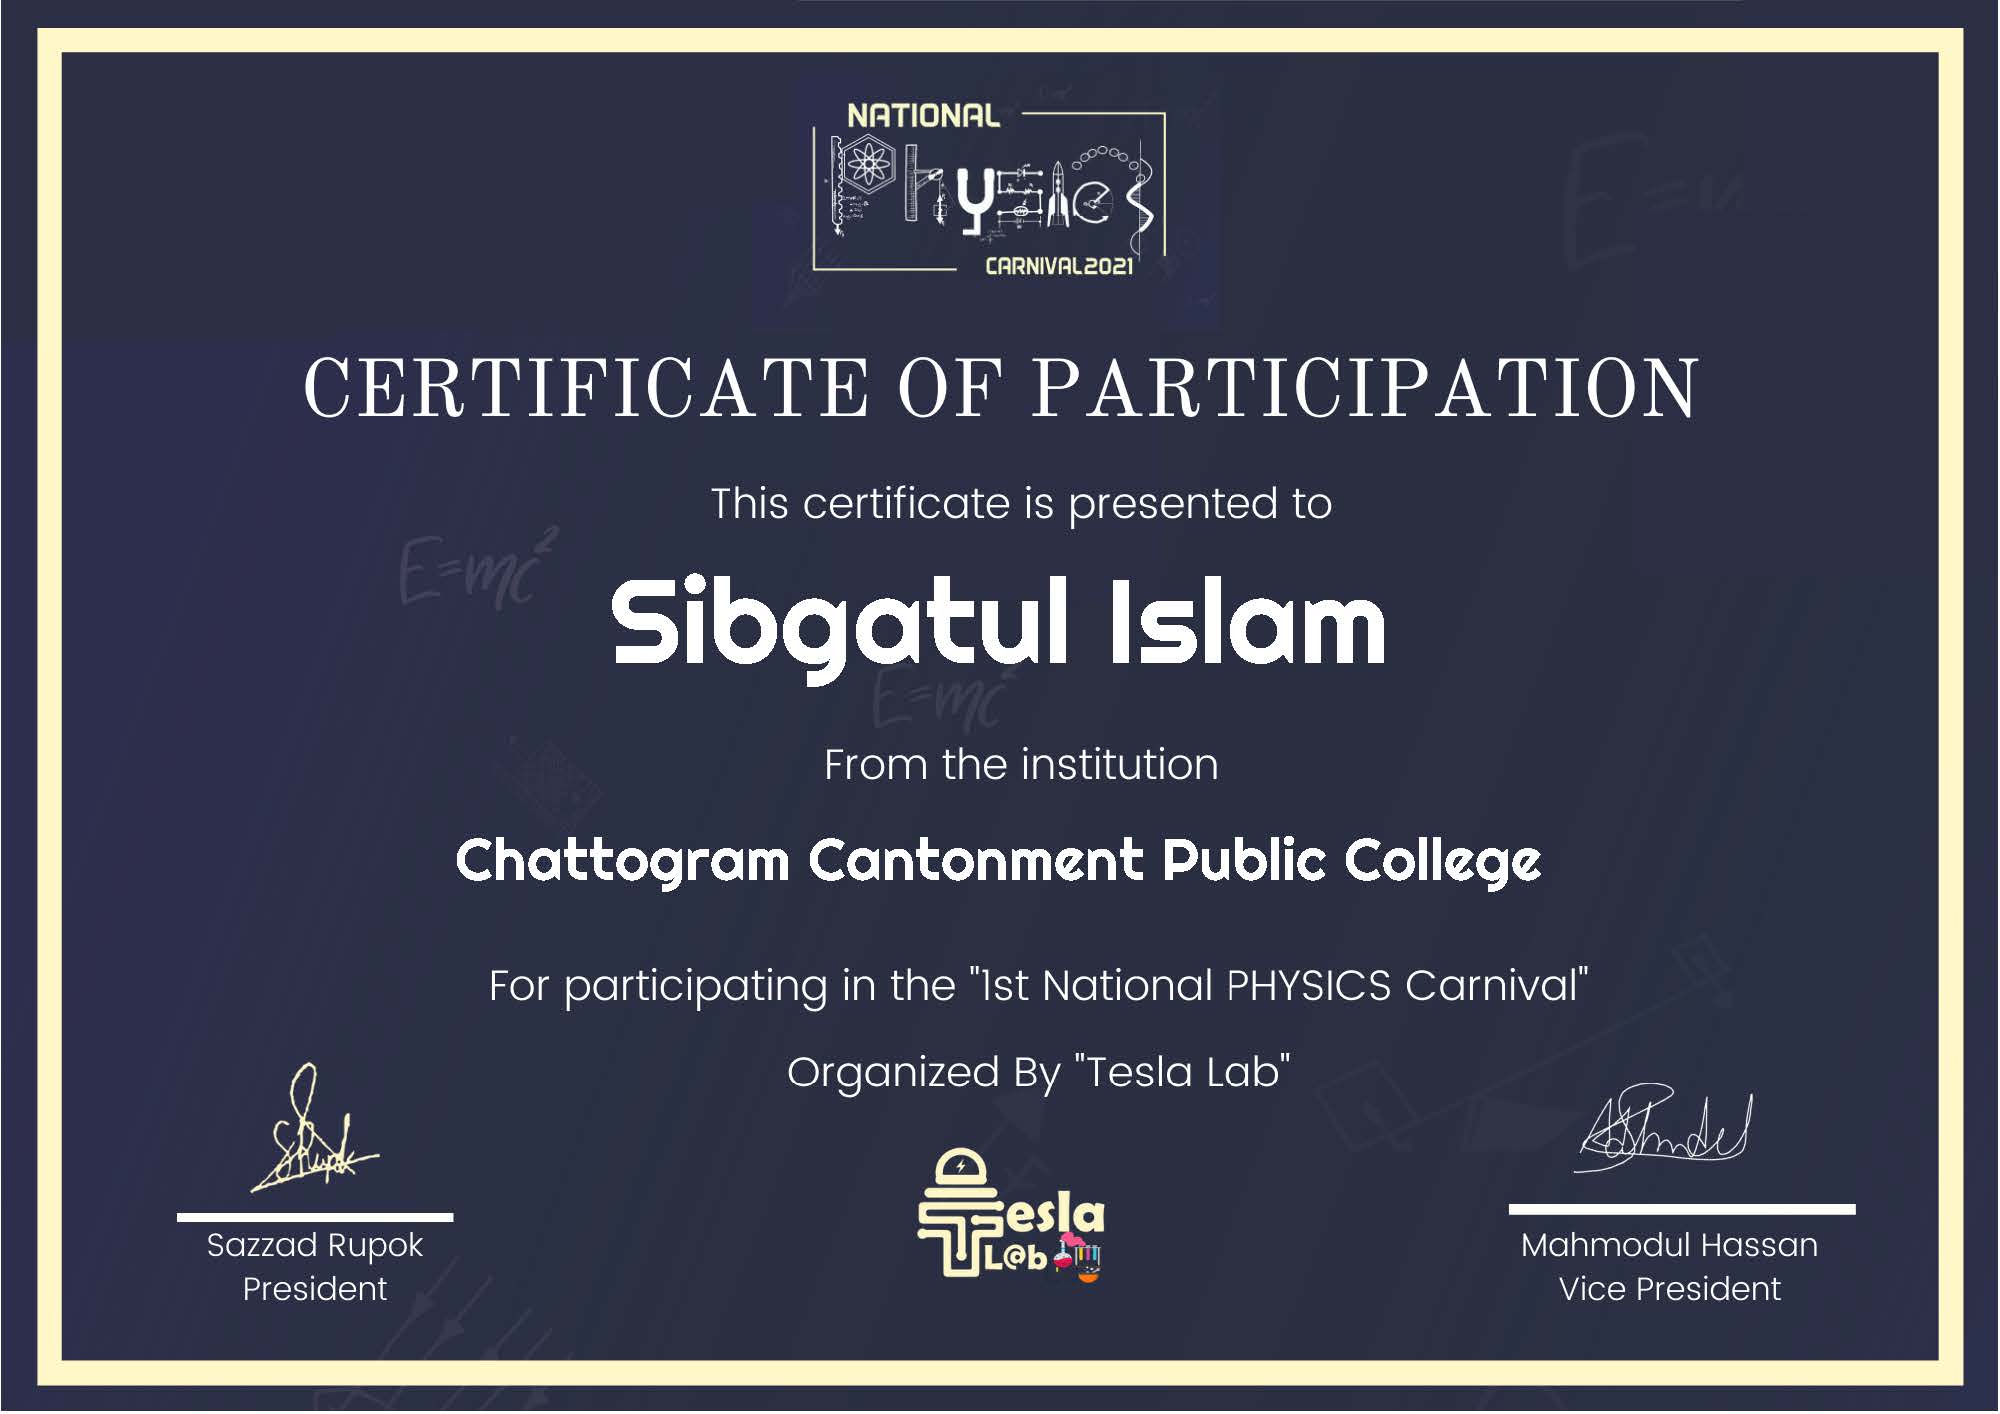 NATIONAL
Physics
CARNIVAL2021
CERTIFICATE OF PARTICIPATION
This certificate is presented to
E=mc²
Sibgatul Islam
E=mc²
From the institution
Chattogram Cantonment Public College
For participating in the "1st National PHYSICS Carnival"
Organized By "Tesla Lab"
Tesla
L@b
Sazzad Rupok
President
Mahmodul Hassan
Vice President